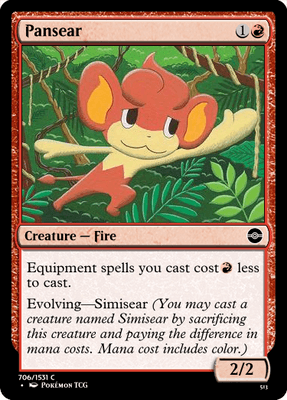 Pansear 1
Creature — Fire
Equipment spells you cast cost less
to cast.
Evolving—Simisear (You may cast a
creature named Simisear by sacrificing
this creature and paying the difference in
mana costs. Mana cost includes color.)
2/2
706/1531 C
• Pokémon TCG